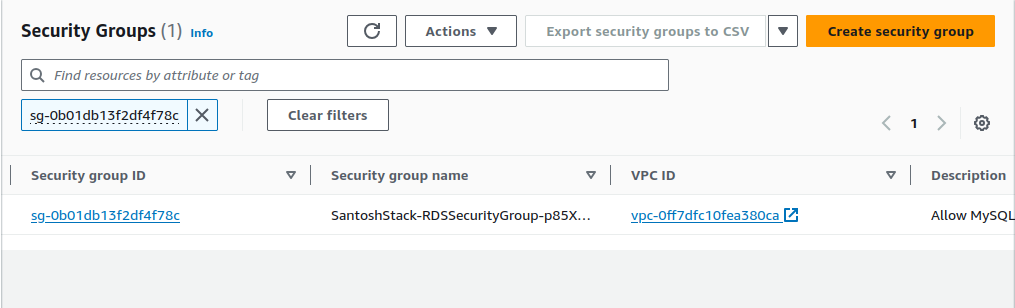 Security Groups (1) Info
Actions
Export security groups to CSV
Create security group
Find resources by attribute or tag
sg-0b01db13f2df4f78c
Clear filters
1
Security group ID
Security group name
VPC ID
Description
sg-0b01db13f2df4f78c
SantoshStack-RDSSecurityGroup-p85X...
vpc-0ff7dfc10fea380ca
Allow MySQL